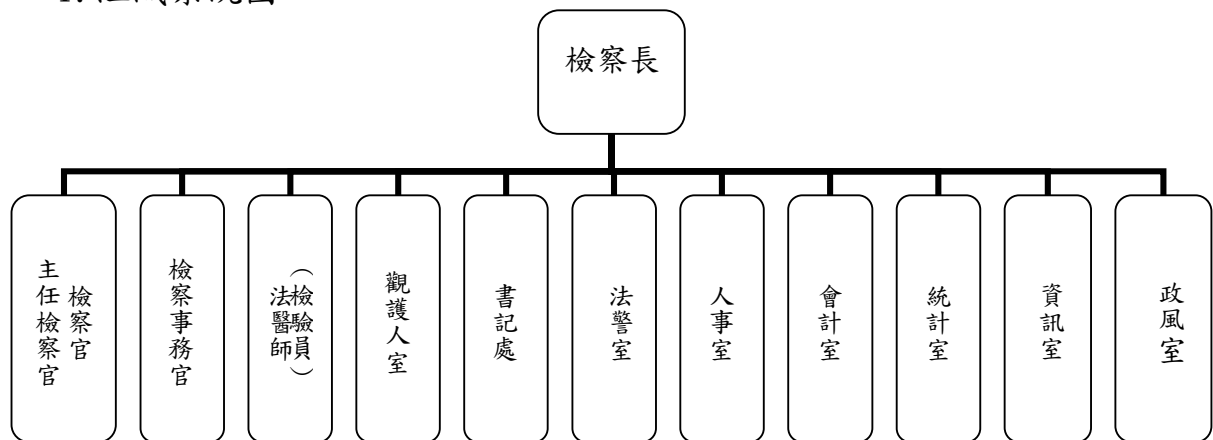 檢察長
主任檢察官
檢察官
檢察事務官
法醫師
（檢驗員）
觀護人室
書記處
法警室
人事室
會計室
統計室
資訊室
政風室